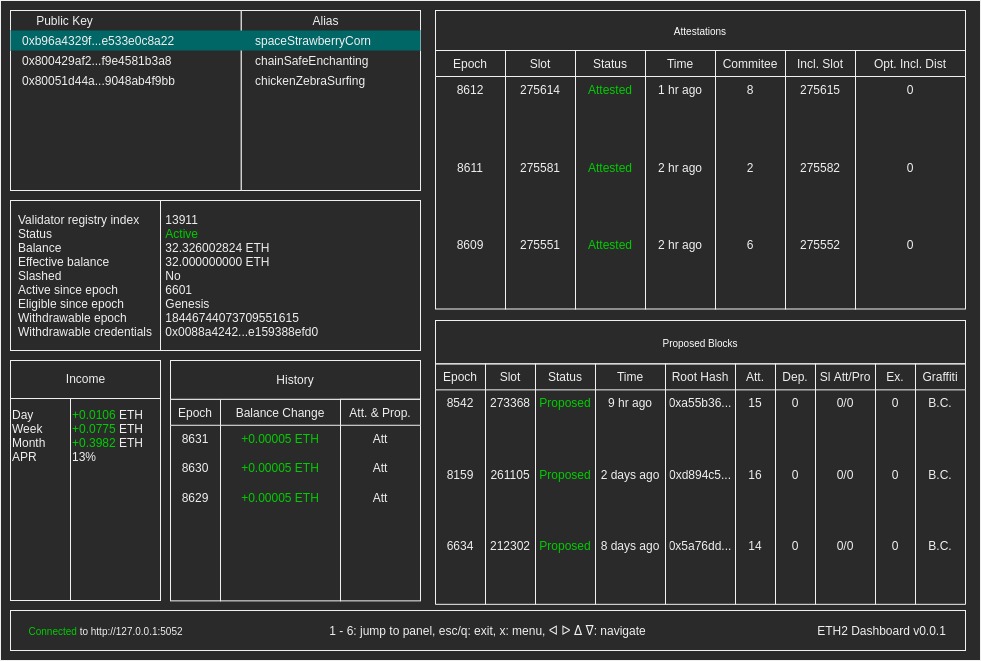 Public Key Alias
0xb96a4329f...e533e0c8a22 spaceStrawberryCorn
0x800429af2...f9e4581b3a8 chainSafeEnchanting
0x80051d44a...9048ab4f9bb chickenZebraSurfing
Validator registry index 13911
Status Active
Balance 32.326002824 ETH
Effective balance 32.000000000 ETH
Slashed No
Active since epoch 6601
Eligible since epoch Genesis
Withdrawable epoch 18446744073709551615
Withdrawable credentials 0x0088a4242...e159388efd0
Income
Day +0.0106 ETH
Week +0.0775 ETH
Month +0.3982 ETH
APR 13%
History
Epoch Balance Change Att. & Prop.
8631 +0.00005 ETH Att
8630 +0.00005 ETH Att
8629 +0.00005 ETH Att
Attestations
Epoch Slot Status Time Commitee Incl. Slot Opt. Incl. Dist
8612 275614 Attested 1 hr ago 8 275615 0
8611 275581 Attested 2 hr ago 2 275582 0
8609 275551 Attested 2 hr ago 6 275552 0
Proposed Blocks
Epoch Slot Status Time Root Hash Att. Dep. Sl Att/Pro Ex. Graffiti
8542 273368 Proposed 9 hr ago 0xa55b36... 15 0 0/0 0 B.C.
8159 261105 Proposed 2 days ago 0xd894c5... 16 0 0/0 0 B.C.
6634 212302 Proposed 8 days ago 0x5a76dd... 14 0 0/0 0 B.C.
Connected to http://127.0.0.1:5052 1 - 6: jump to panel, esc/q: exit, x: menu, ᐊ ᐅ ᐃ ᐁ: navigate ETH2 Dashboard v0.0.1